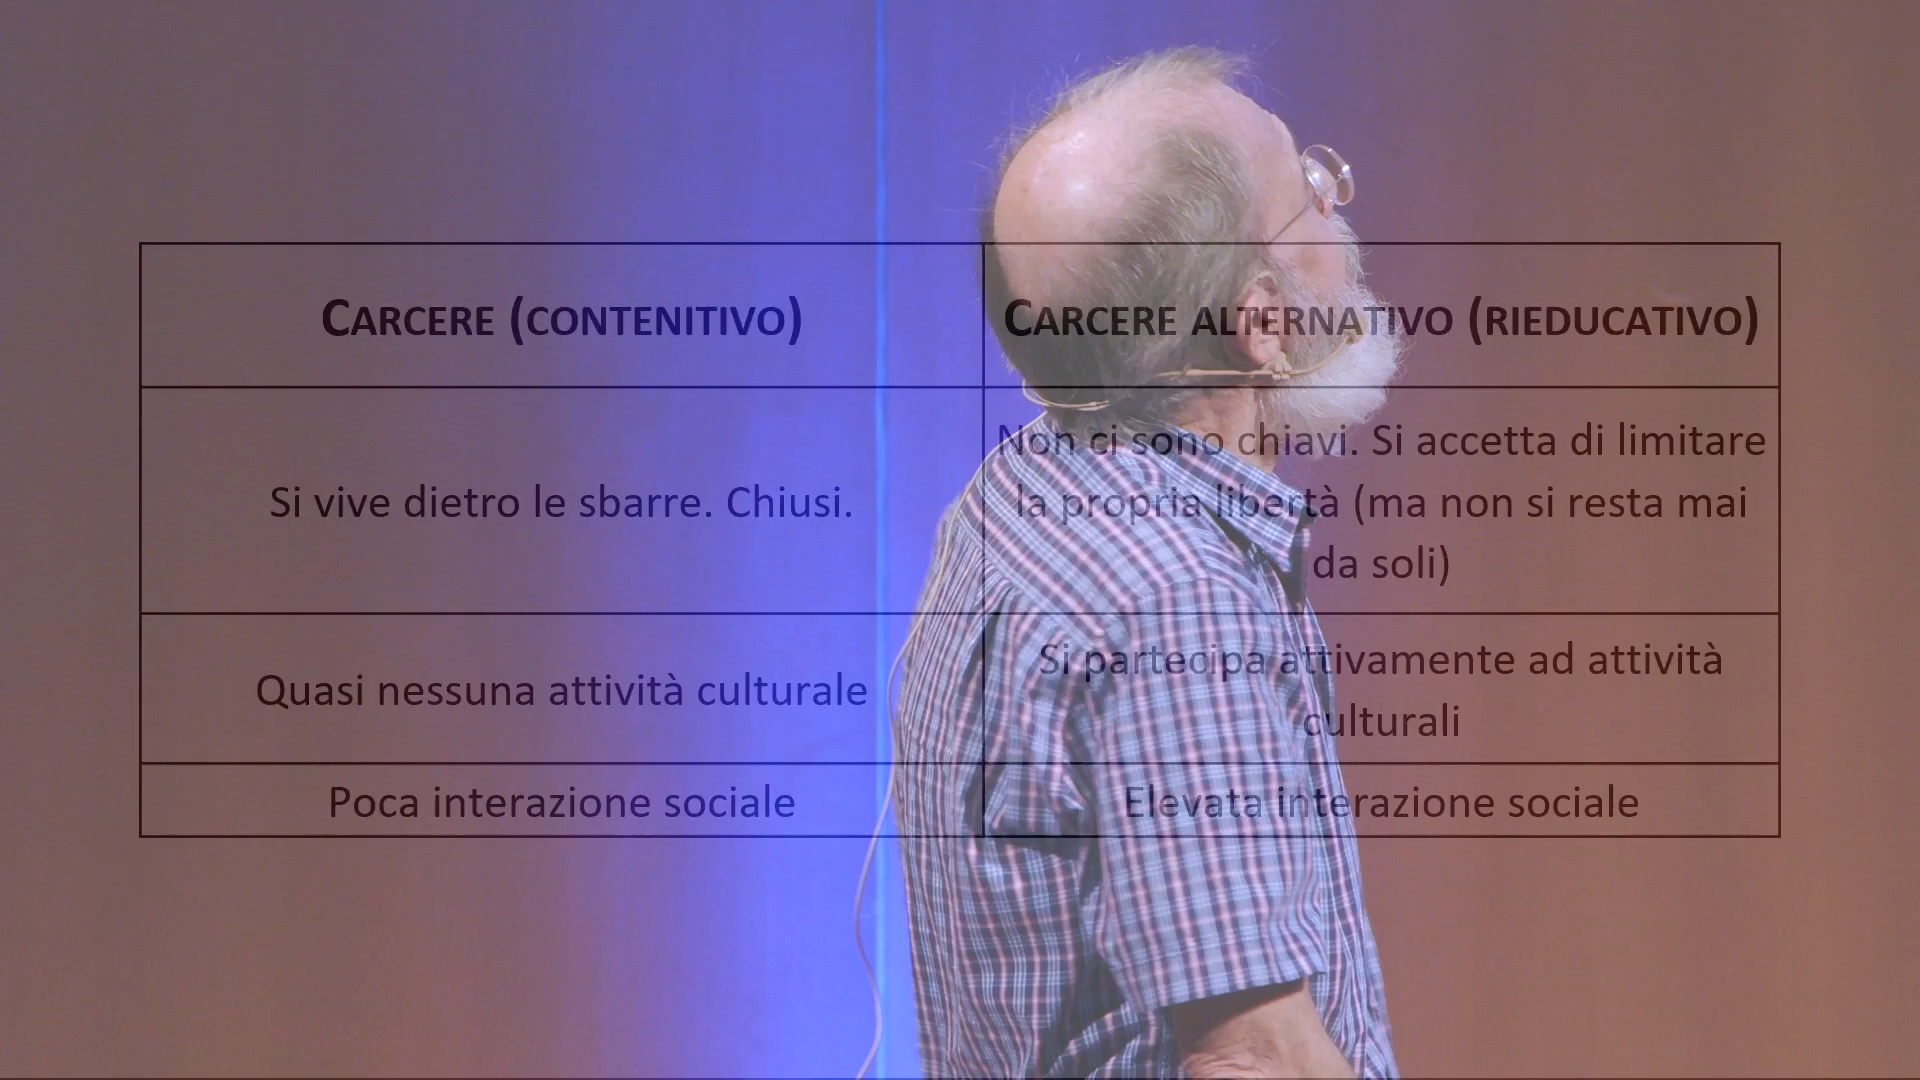 CARCERE (CONTENITIVO)
CARCERE ALTERNATIVO (RIEDUCATIVO)
Si vive dietro le sbarre. Chiusi.
Non ci sono chiavi. Si accetta di limitare
la propria libertà (ma non si resta mai
da soli)
Quasi nessuna attività culturale
Si partecipa attivamente ad attività
culturali
Poca interazione sociale
Elevata interazione sociale